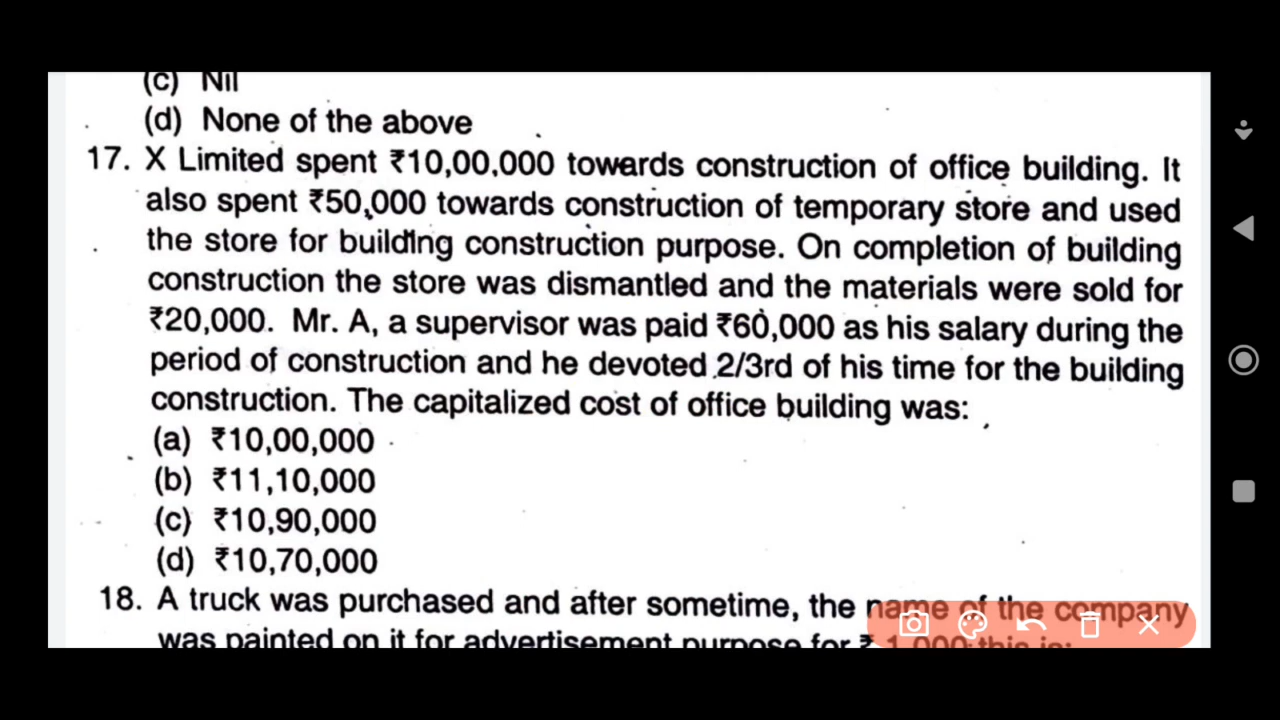 (c) Nil
(d) None of the above
17. X Limited spent ₹10,00,000 towards construction of office building. It
also spent ₹50,000 towards construction of temporary store and used
the store for building construction purpose. On completion of building
construction the store was dismantled and the materials were sold for
₹20,000. Mr. A, a supervisor was paid ₹60,000 as his salary during the
period of construction and he devoted 2/3rd of his time for the building
construction. The capitalized cost of office building was:
(a) ₹10,00,000
(b) ₹11,10,000
(c) ₹10,90,000
(d) ₹10,70,000
18. A truck was purchased and after sometime, the name of the company
was painted on it for advertisement purpose for ₹ 1,000 this is: